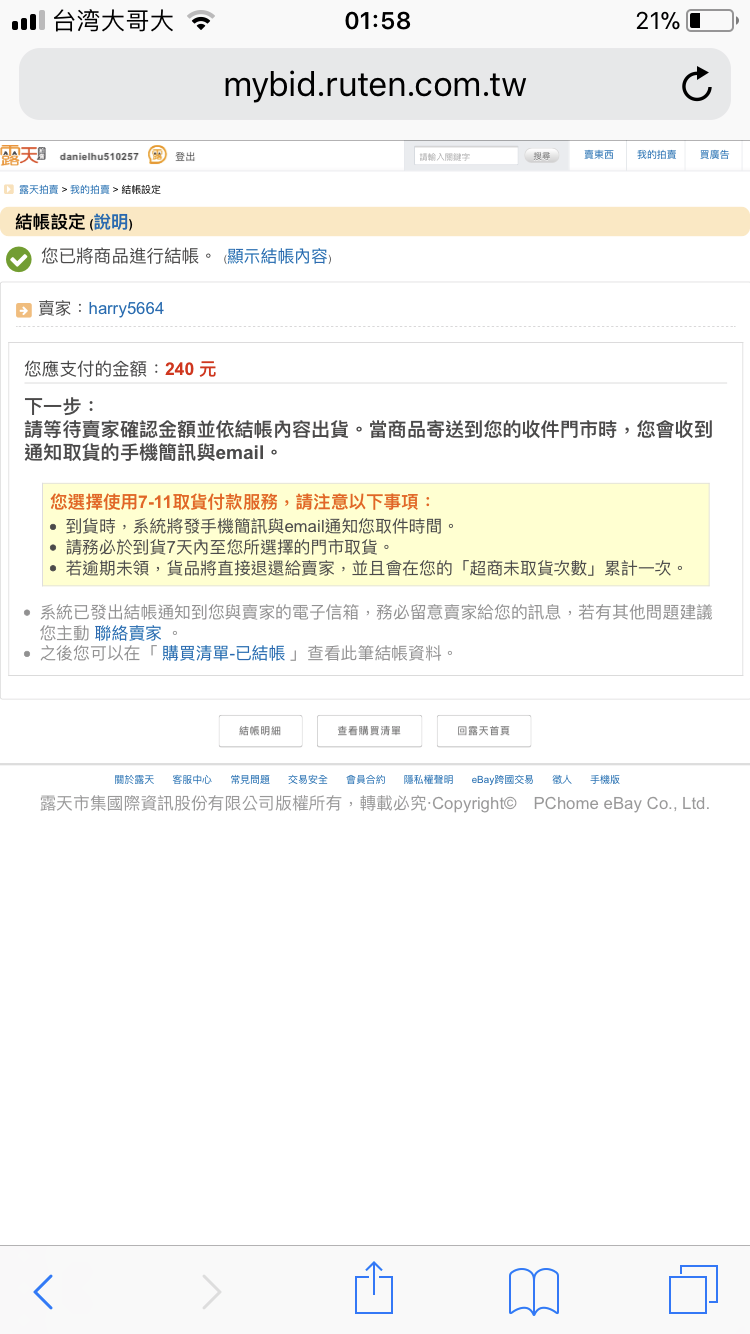 台湾大哥大 01:58 21%
mybid.ruten.com.tw
露天 danielhu510257 登出 請輸入關鍵字 搜尋 賣東西 我的拍賣 買廣告
露天拍賣 > 我的拍賣 > 結帳設定
結帳設定 (說明)
您已將商品進行結帳。 (顯示結帳內容)
賣家：harry5664
您應支付的金額：240 元
下一步：
請等待賣家確認金額並依結帳內容出貨。當商品寄送到您的收件門市時，您會收到
通知取貨的手機簡訊與email。
您選擇使用7-11取貨付款服務，請注意以下事項：
到貨時，系統將發手機簡訊與email通知您取件時間。
請務必於到貨7天內至您所選擇的門市取貨。
若逾期未領，貨品將直接退還給賣家，並且會在您的「超商未取貨次數」累計一次。
系統已發出結帳通知到您與賣家的電子信箱，務必留意賣家給您的訊息，若有其他問題建議
您主動 聯絡賣家 。
之後您可以在「 購買清單-已結帳 」查看此筆結帳資料。
結帳明細 查看購買清單 回露天首頁
關於露天 客服中心 常見問題 交易安全 會員合約 隱私權聲明 eBay跨國交易 徵人 手機版
露天市集國際資訊股份有限公司版權所有，轉載必究‧Copyright© PChome eBay Co., Ltd.